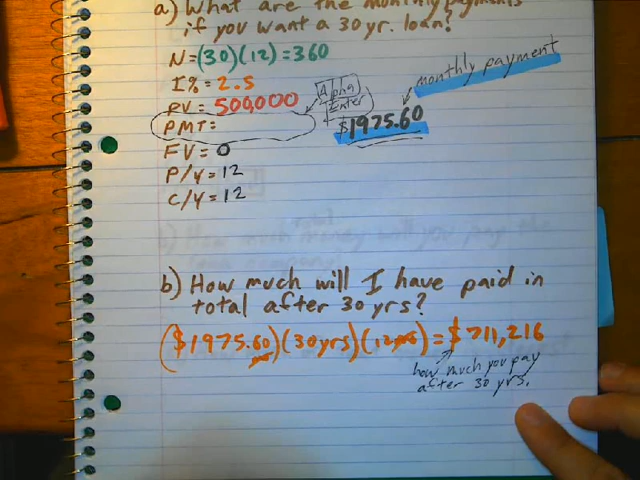 a) What are the monthly payments
if you want a 30 yr. loan?
N=(30)(12)=360
I%=2.5
PV=500,000
PMT=
FV=0
P/y=12
C/y=12
Alpha
Enter
monthly payment
$1975.60
b) How much will I have paid in
total after 30 yrs?
($1975.60)(30yrs)(12)=$711,216
how much you pay
after 30 yrs.